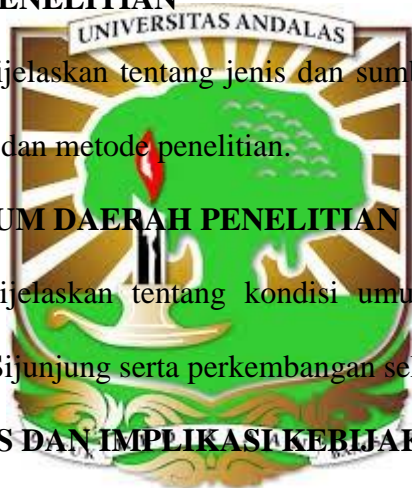 ENELITIAN
UNIVERSITAS ANDALAS
ijelaskan tentang jenis dan sumb
dan metode penelitian.
UM DAERAH PENELITIAN
ijelaskan tentang kondisi umu
Sijunjung serta perkembangan se
S DAN IMPLIKASI KEBIJAK